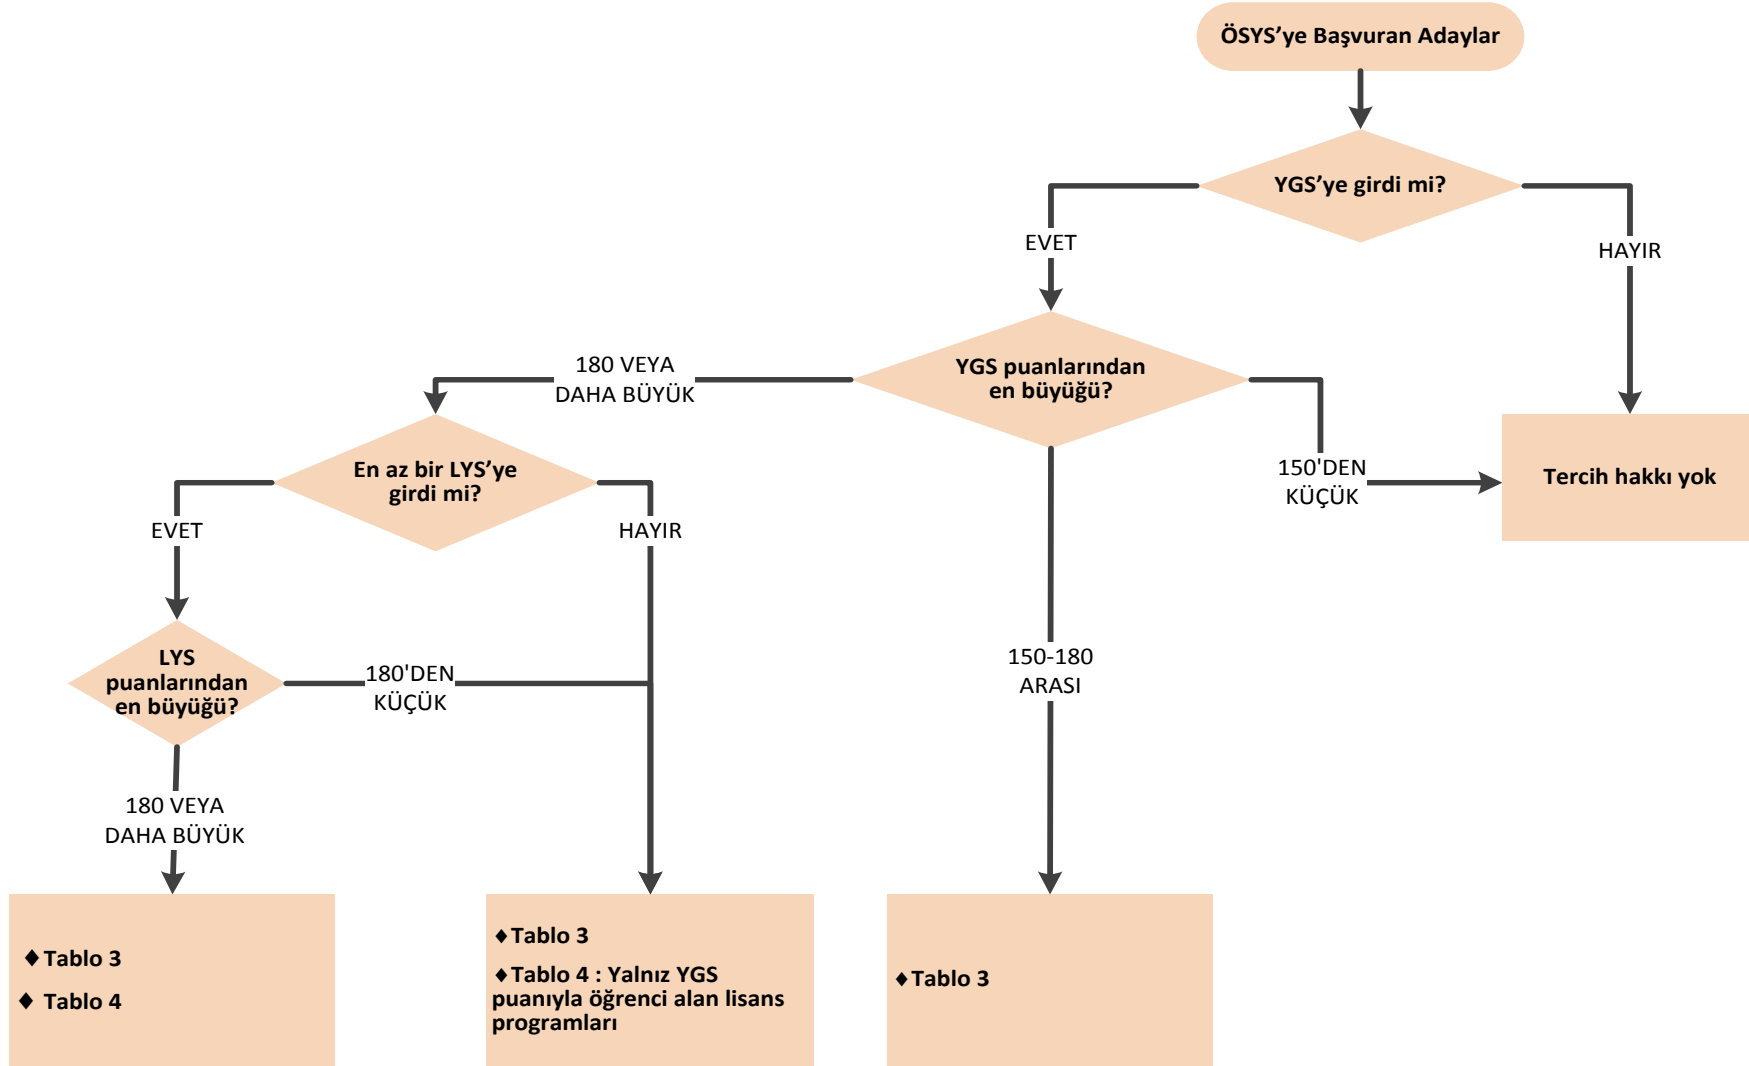 ÖSYS’ye Başvuran Adaylar
YGS’ye girdi mi?
EVET
HAYIR
YGS puanlarından
en büyüğü?
180 VEYA
DAHA BÜYÜK
150'DEN
KÜÇÜK
Tercih hakkı yok
En az bir LYS’ye
girdi mi?
EVET
HAYIR
LYS
puanlarından
en büyüğü?
180'DEN
KÜÇÜK
150-180
ARASI
180 VEYA
DAHA BÜYÜK
♦Tablo 3
♦ Tablo 4
♦Tablo 3
♦Tablo 4 : Yalnız YGS
puanıyla öğrenci alan lisans
programları
♦Tablo 3